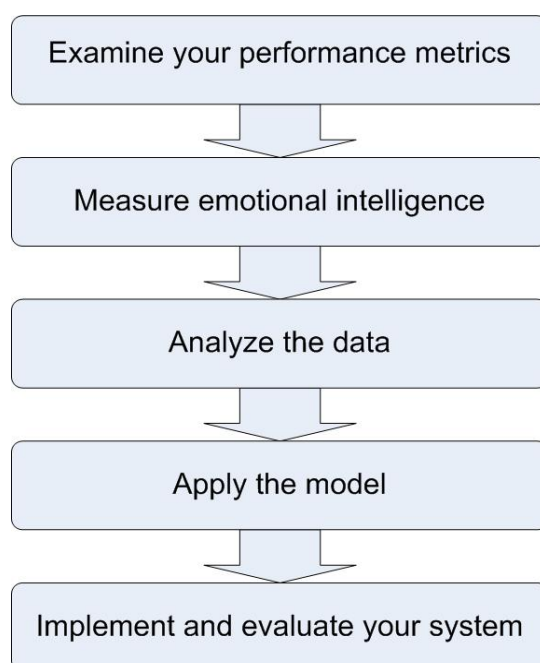 Examine your performance metrics
Measure emotional intelligence
Analyze the data
Apply the model
Implement and evaluate your system